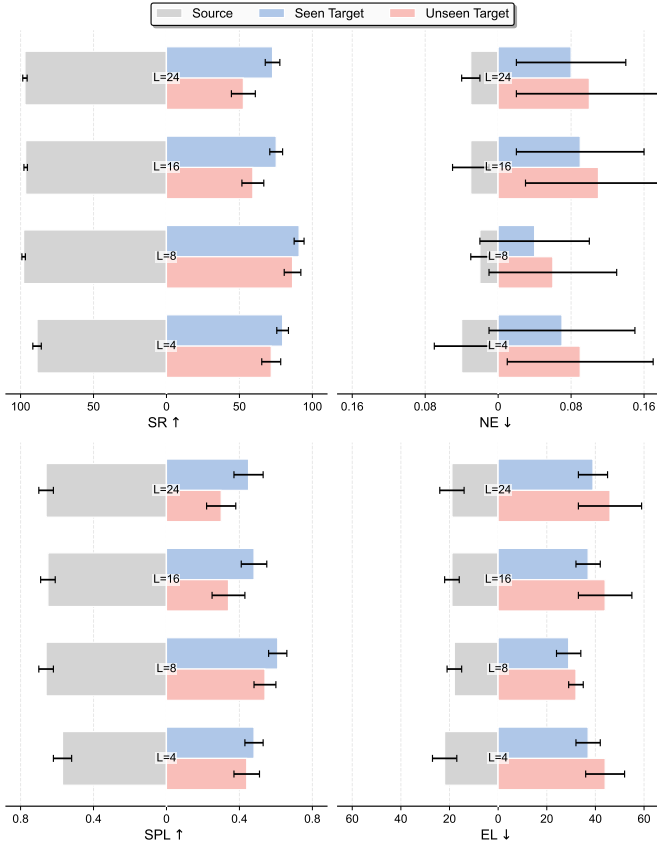 Source Seen Target Unseen Target
L=24 L=24
L=16 L=16
L=8 L=8
L=4 L=4
100 50 0 50 100 0.16 0.08 0 0.08 0.16
SR ↑ NE ↓
L=24 L=24
L=16 L=16
L=8 L=8
L=4 L=4
0.8 0.4 0 0.4 0.8 60 40 20 0 20 40 60
SPL ↑ EL ↓